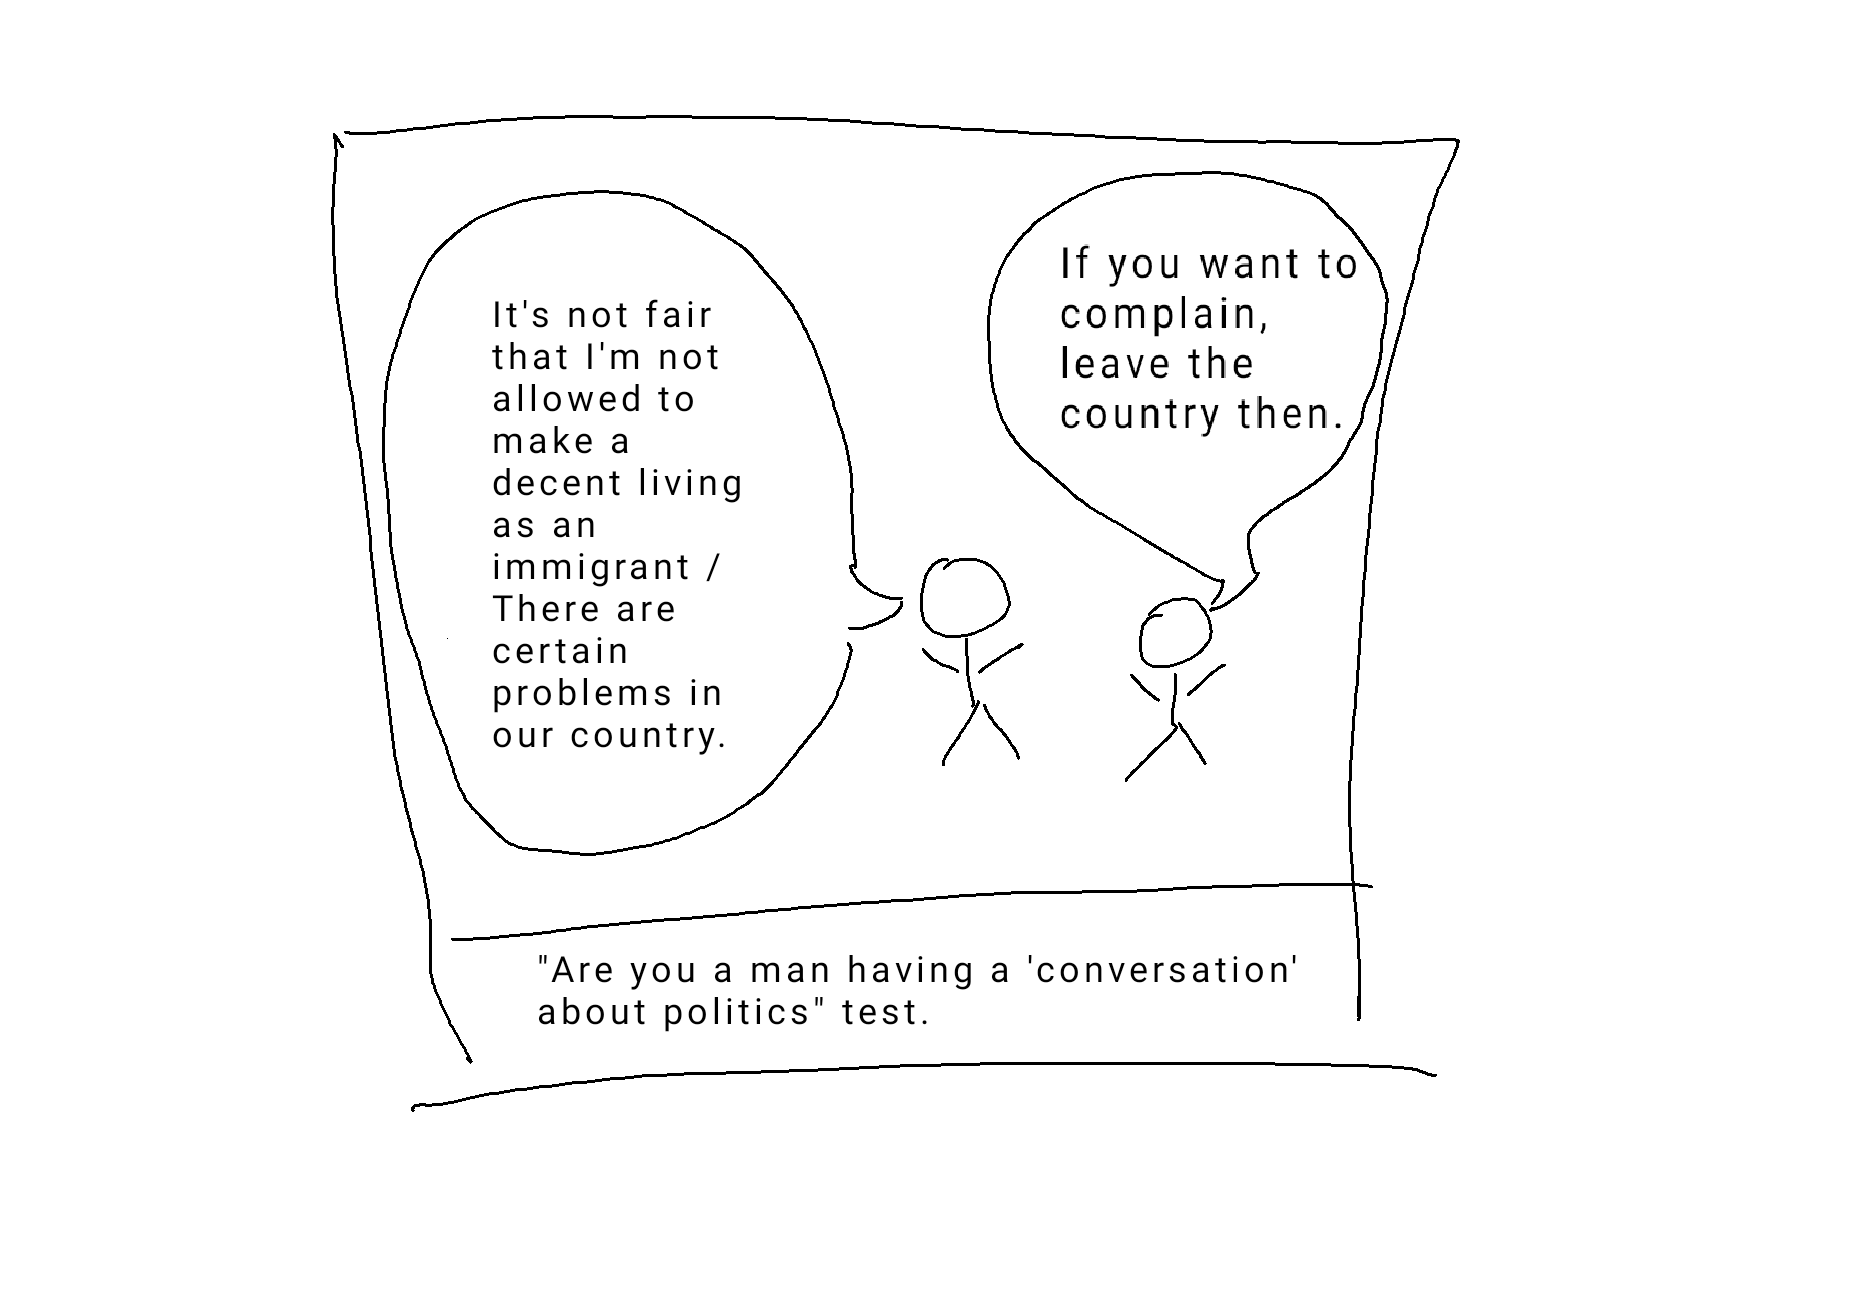 It's not fair
that I'm not
allowed to
make a
decent living
as an
immigrant /
There are
certain
problems in
our country.
If you want to
complain,
leave the
country then.
"Are you a man having a 'conversation'
about politics" test.